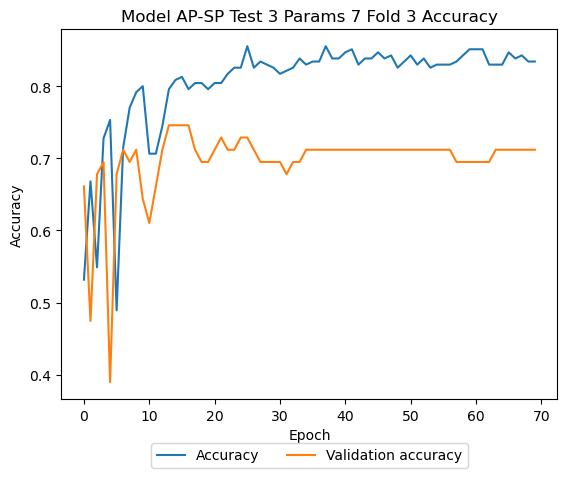 Model AP-SP Test 3 Params 7 Fold 3 Accuracy
Accuracy
0.8
0.7
0.6
0.5
0.4
0 10 20 30 40 50 60 70
Epoch
Accuracy Validation accuracy